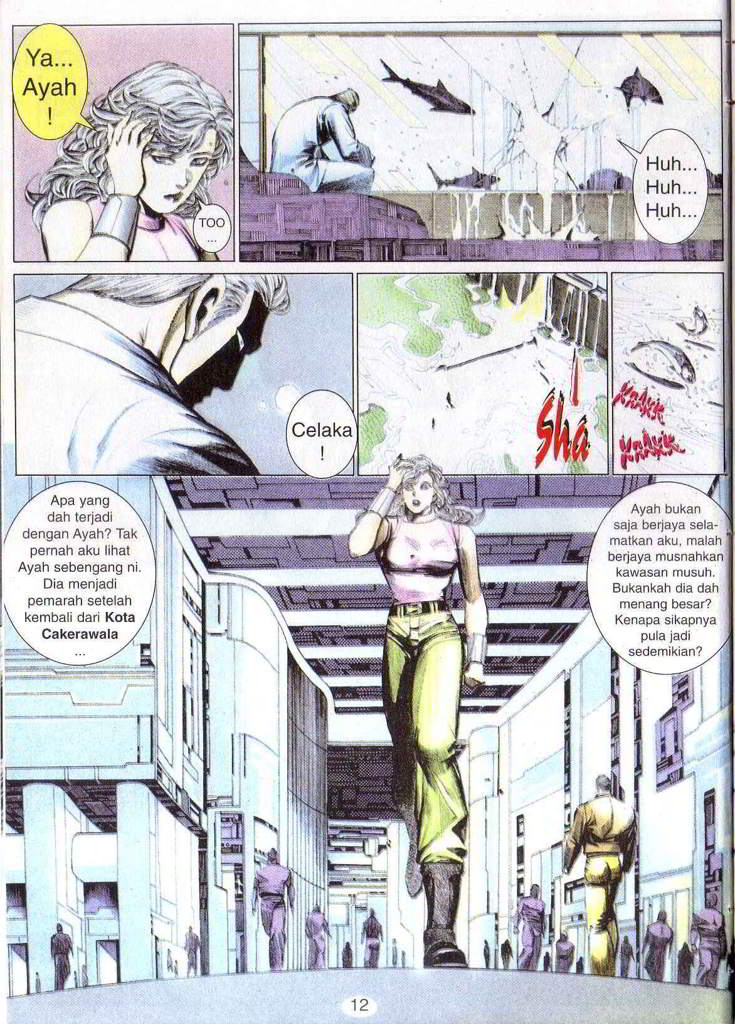 Ya...
Ayah
!
TOO
...
Huh...
Huh...
Huh...
Celaka
!
Sha
KRAUK
KRAUK
Apa yang
dah terjadi
dengan Ayah? Tak
pernah aku lihat
Ayah sebengang ni.
Dia menjadi
pemarah setelah
kembali dari Kota
Cakerawala
...
Ayah bukan
saja berjaya sela-
matkan aku, malah
berjaya musnahkan
kawasan musuh.
Bukankah dia dah
menang besar?
Kenapa sikapnya
pula jadi
sedemikian?
12